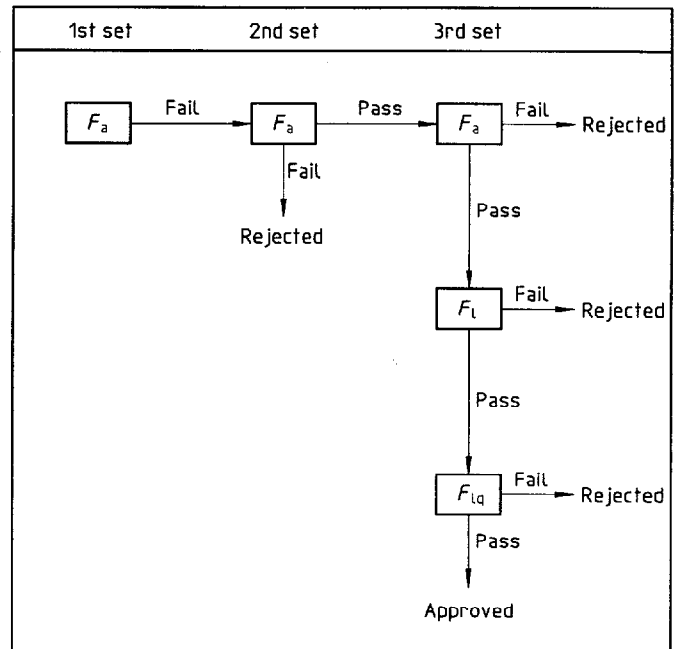 1st set 2nd set 3rd set
Fa Fail Fa Pass Fa Fail Rejected
Fail
Pass
Rejected
Fl Fail Rejected
Pass
Flq Fail Rejected
Pass
Approved